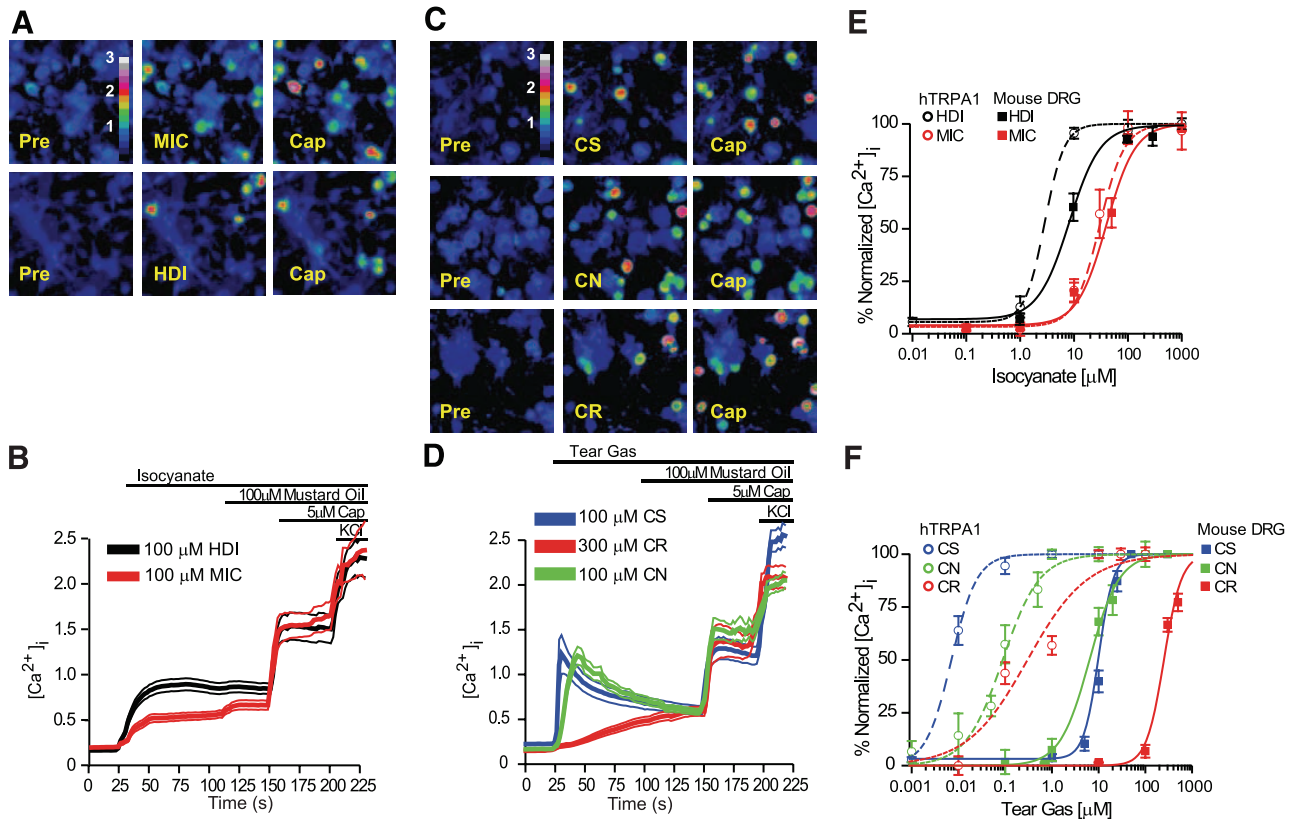 A
3
2
1
Pre
MIC
Cap
Pre
HDI
Cap
B
Isocyanate
100µM Mustard Oil
5µM Cap
KCl
100 µM HDI
100 µM MIC
[Ca2+]i
2.5
2.0
1.5
1.0
0.5
0
0 25 50 75 100 125 150 175 200 225
Time (s)
C
3
2
1
Pre
CS
Cap
Pre
CN
Cap
Pre
CR
Cap
D
Tear Gas
100µM Mustard Oil
5µM Cap
KCl
100 µM CS
300 µM CR
100 µM CN
[Ca2+]i
2.5
2.0
1.5
1.0
0.5
0
0 25 50 75 100 125 150 175 200 225
Time (s)
E
hTRPA1 Mouse DRG
HDI HDI
MIC MIC
% Normalized [Ca2+]i
100
75
50
25
0
0.01 0.1 1.0 10 100 1000
Isocyanate [µM]
F
hTRPA1 Mouse DRG
CS CS
CN CN
CR CR
% Normalized [Ca2+]i
100
75
50
25
0
0.001 0.01 0.1 1.0 10 100 1000
Tear Gas [µM]